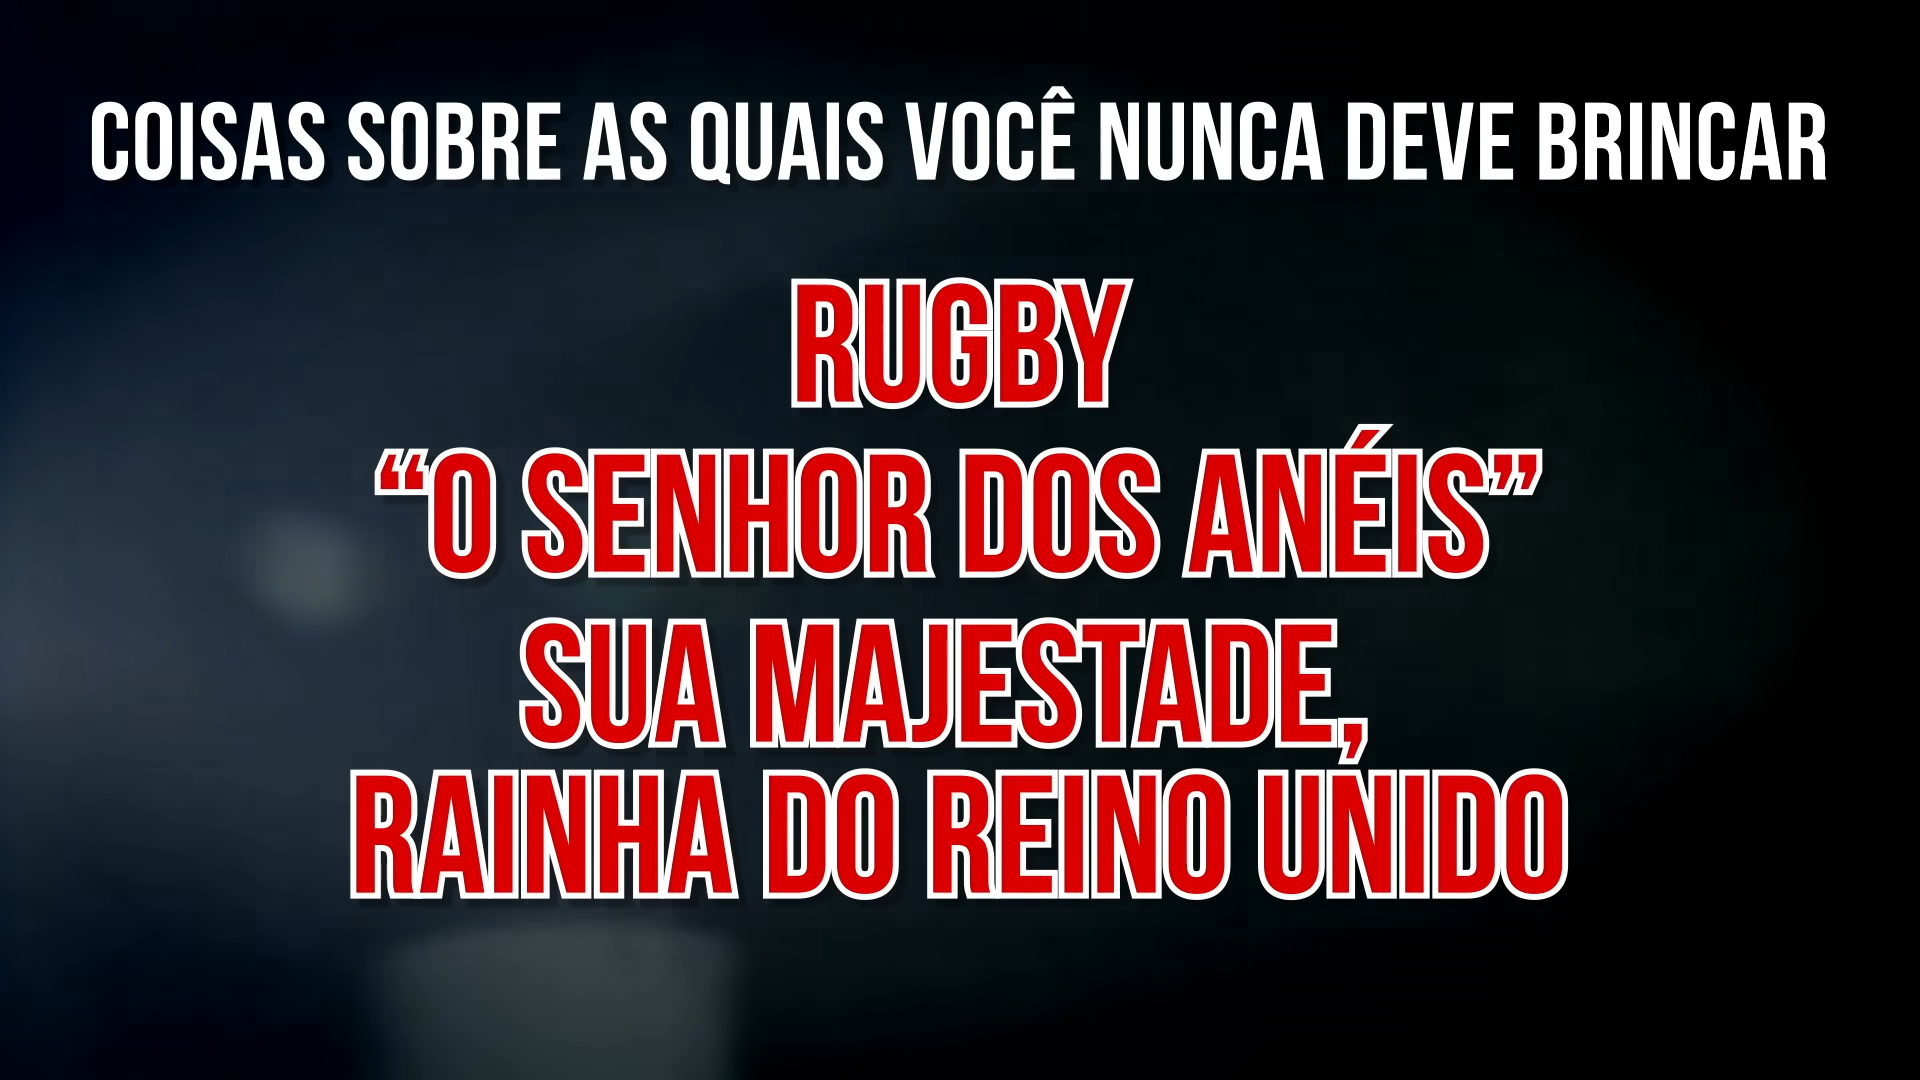 COISAS SOBRE AS QUAIS VOCÊ NUNCA DEVE BRINCAR
RUGBY
“O SENHOR DOS ANÉIS”
SUA MAJESTADE,
RAINHA DO REINO UNIDO